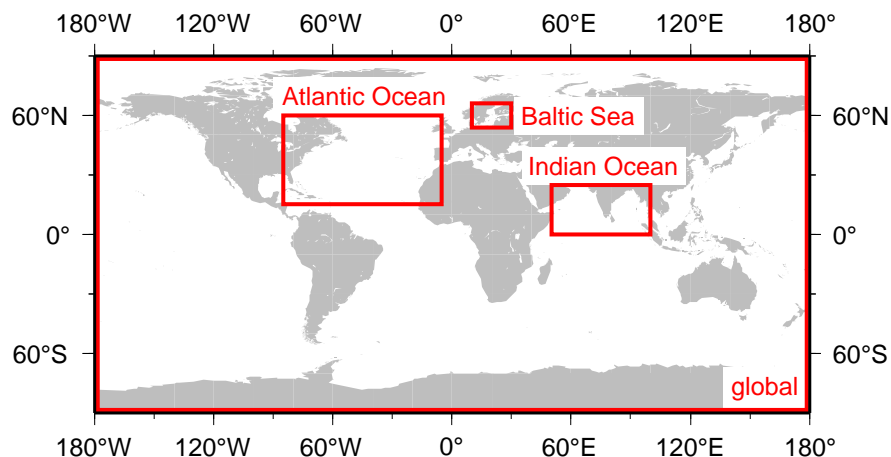 180°W 120°W 60°W 0° 60°E 120°E 180°
Atlantic Ocean
60°N Baltic Sea 60°N
Indian Ocean
0° 0°
60°S 60°S
global
180°W 120°W 60°W 0° 60°E 120°E 180°